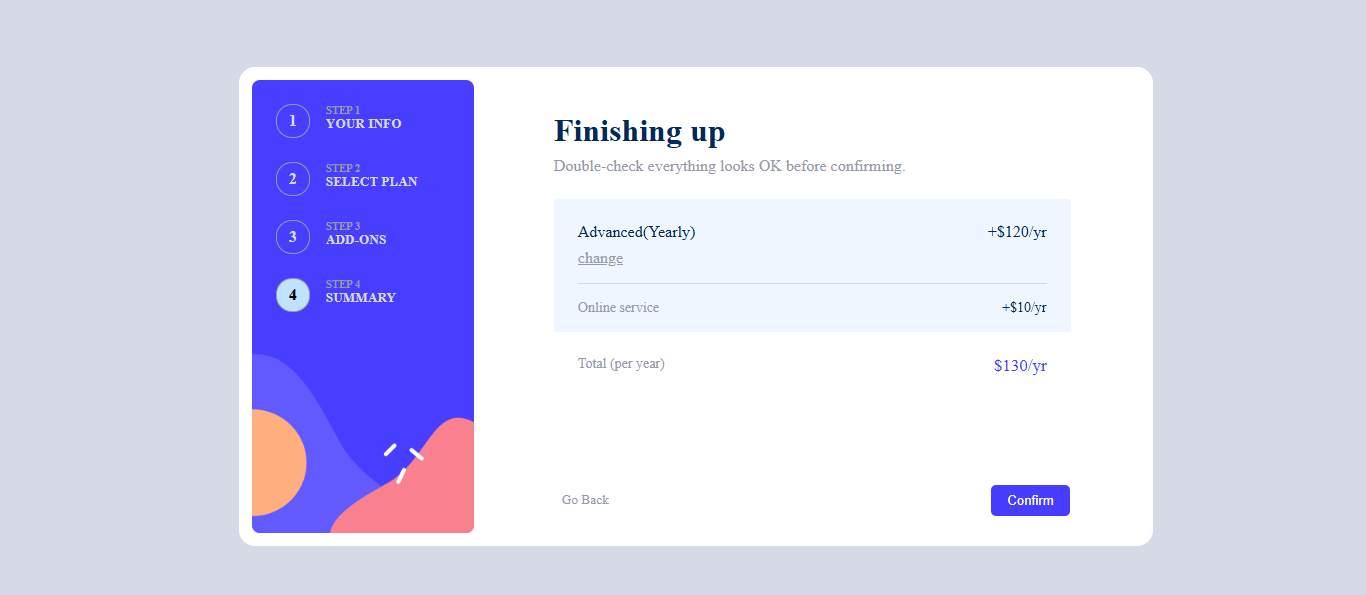 1
STEP 1
YOUR INFO
2
STEP 2
SELECT PLAN
3
STEP 3
ADD-ONS
4
STEP 4
SUMMARY
Finishing up
Double-check everything looks OK before confirming.
Advanced(Yearly) +$120/yr
change
Online service +$10/yr
Total (per year) $130/yr
Go Back Confirm